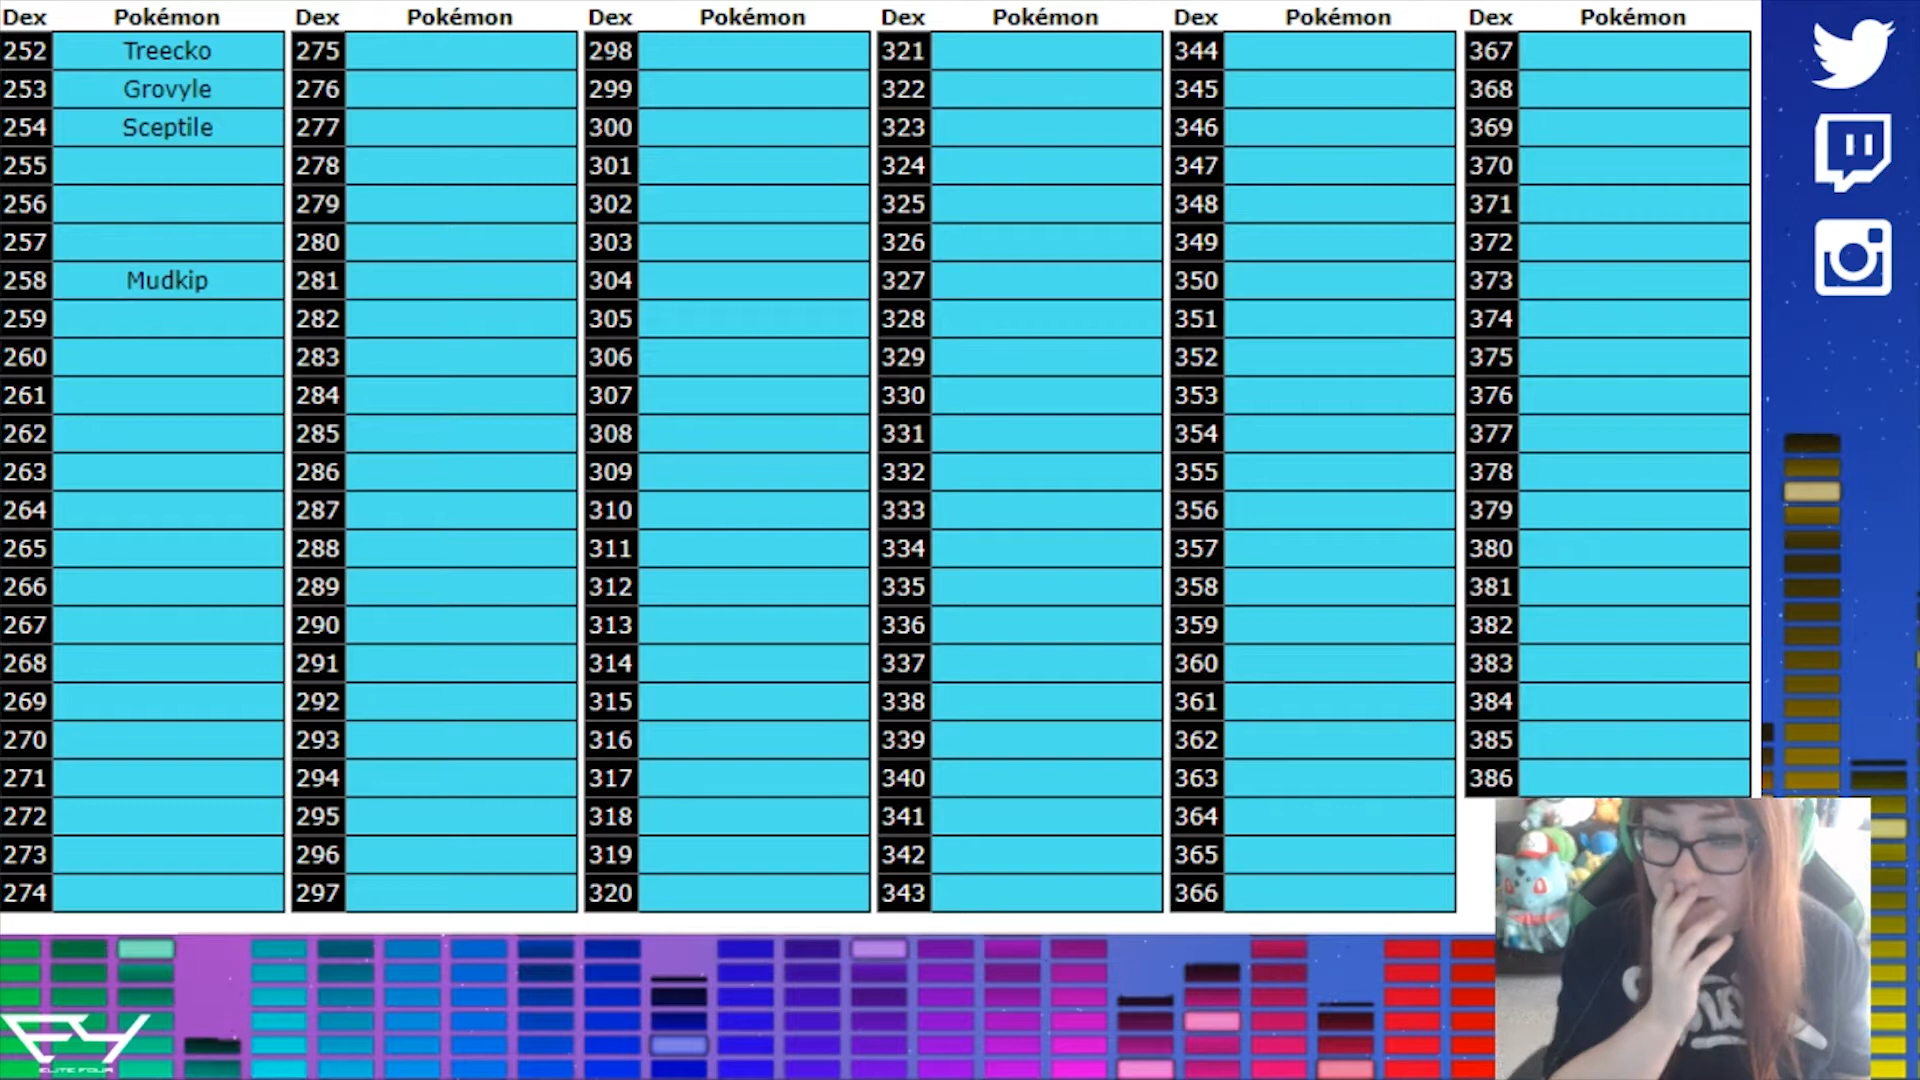 Dex Pokémon Dex Pokémon Dex Pokémon Dex Pokémon Dex Pokémon Dex Pokémon
252 Treecko 275 298 321 344 367
253 Grovyle 276 299 322 345 368
254 Sceptile 277 300 323 346 369
255 278 301 324 347 370
256 279 302 325 348 371
257 280 303 326 349 372
258 Mudkip 281 304 327 350 373
259 282 305 328 351 374
260 283 306 329 352 375
261 284 307 330 353 376
262 285 308 331 354 377
263 286 309 332 355 378
264 287 310 333 356 379
265 288 311 334 357 380
266 289 312 335 358 381
267 290 313 336 359 382
268 291 314 337 360 383
269 292 315 338 361 384
270 293 316 339 362 385
271 294 317 340 363 386
272 295 318 341 364
273 296 319 342 365
274 297 320 343 366
ELITE FOUR